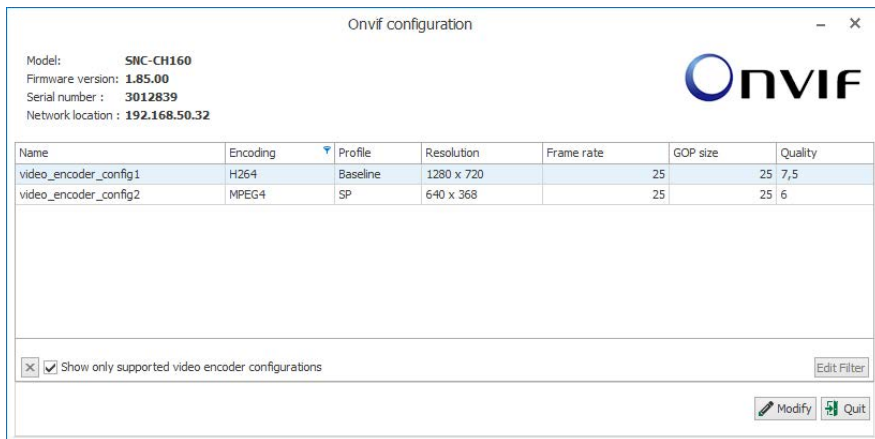 Onvif configuration
Model: SNC-CH160
Firmware version: 1.85.00
Serial number : 3012839
Network location : 192.168.50.32
Onvif
Name Encoding Profile Resolution Frame rate GOP size Quality
video_encoder_config1 H264 Baseline 1280 x 720 25 25 7,5
video_encoder_config2 MPEG4 SP 640 x 368 25 25 6
Show only supported video encoder configurations Edit Filter
Modify Quit